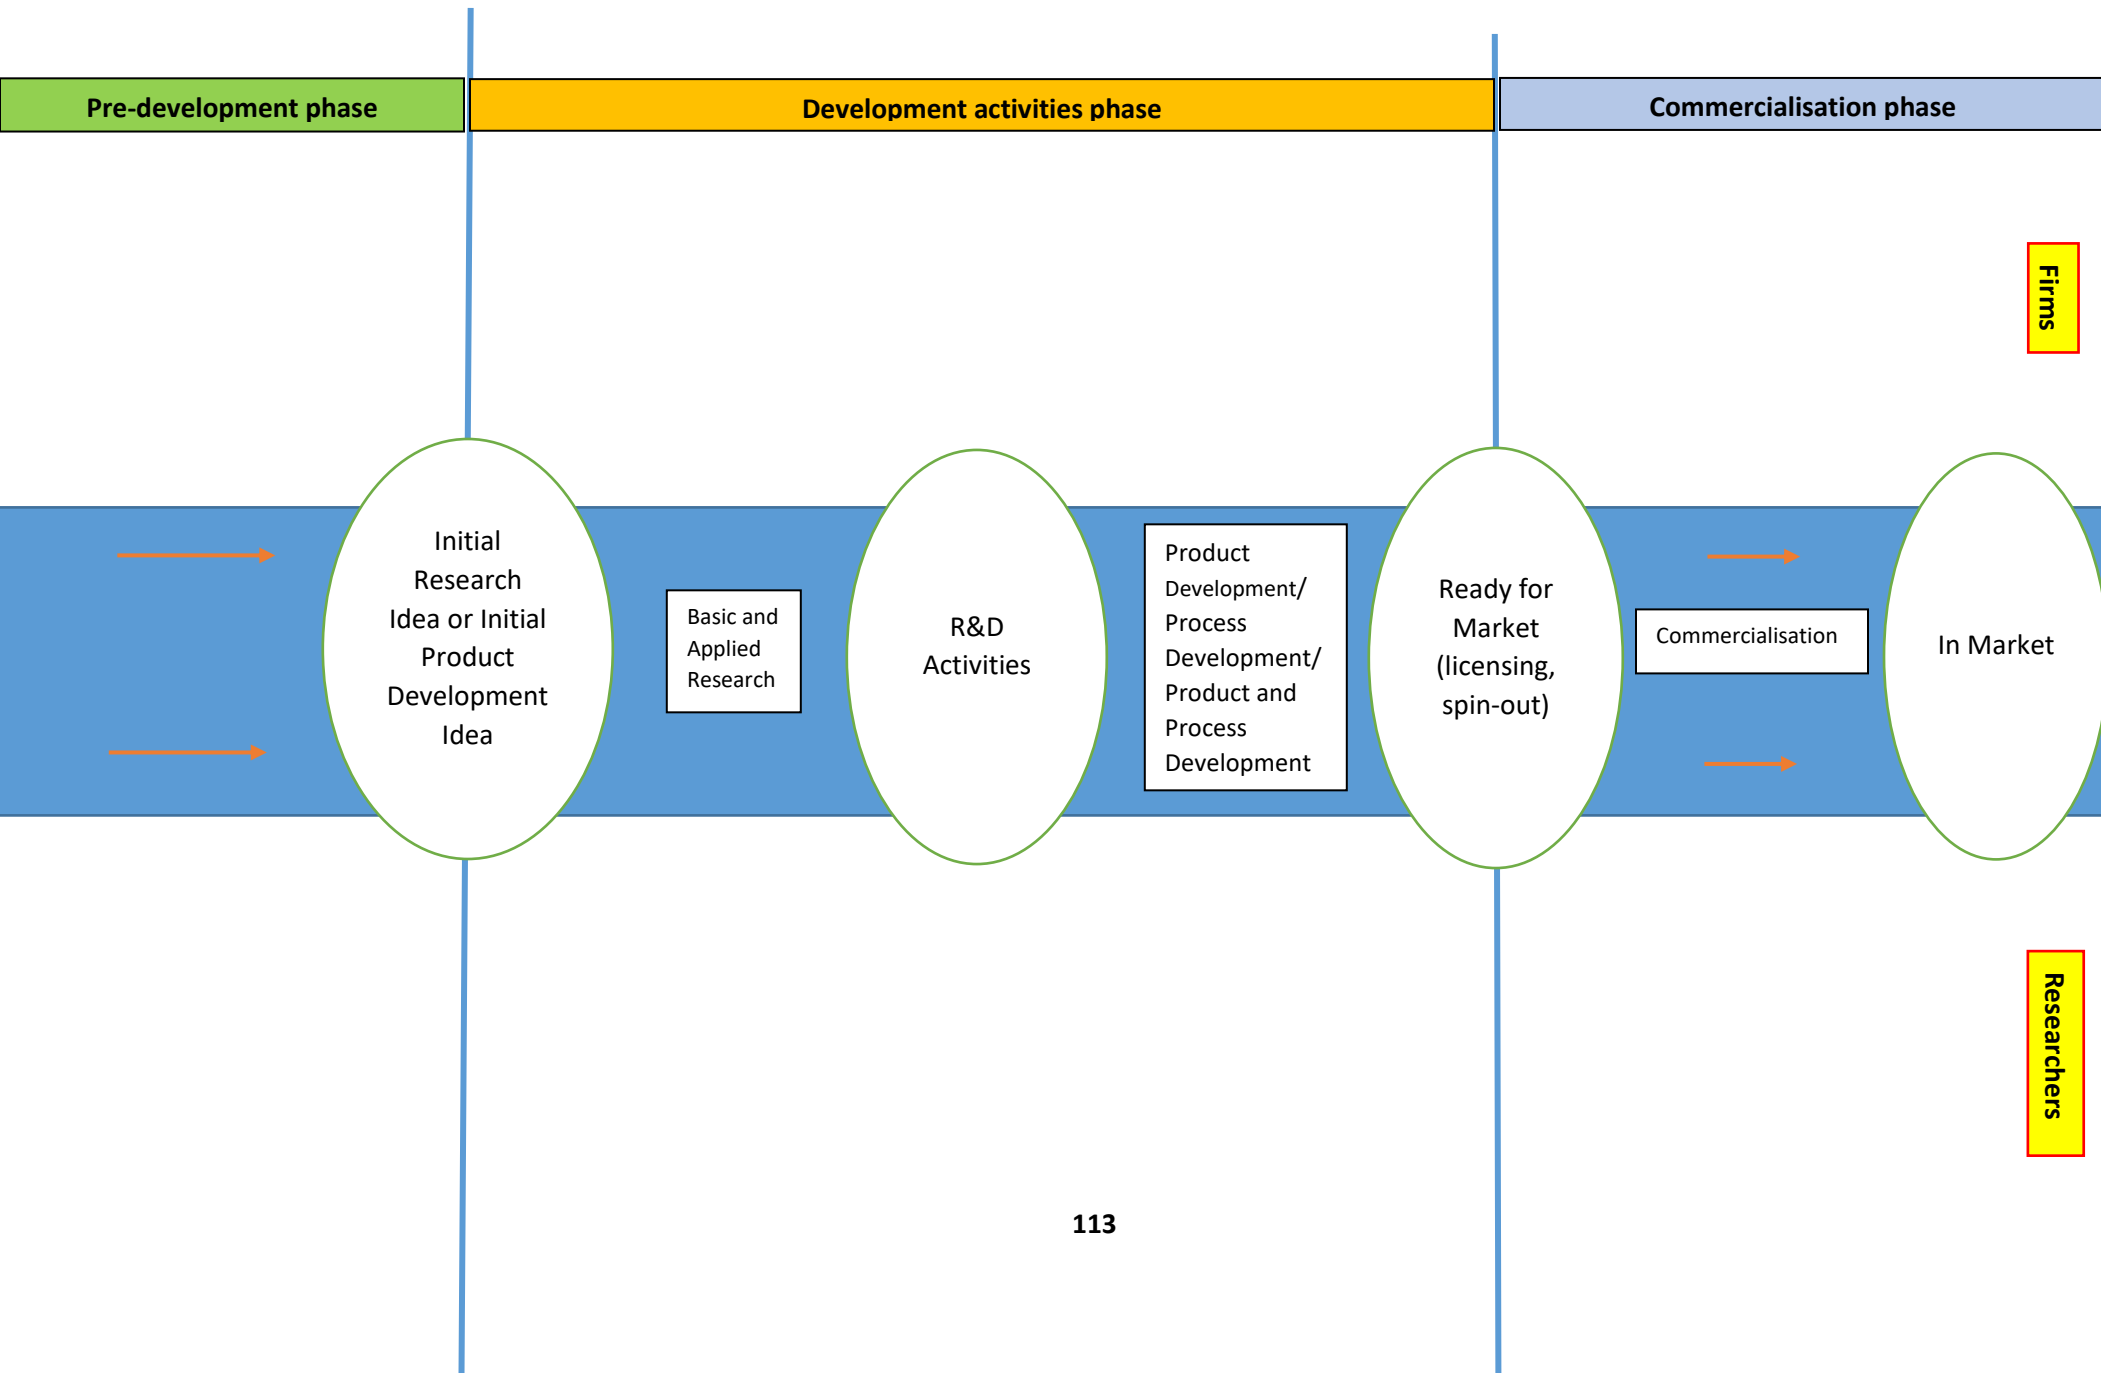 Pre-development phase
Development activities phase
Commercialisation phase
Firms
Initial
Research
Idea or Initial
Product
Development
Idea
Basic and
Applied
Research
R&D
Activities
Product
Development/
Process
Development/
Product and
Process
Development
Ready for
Market
(licensing,
spin-out)
Commercialisation
In Market
Researchers
113